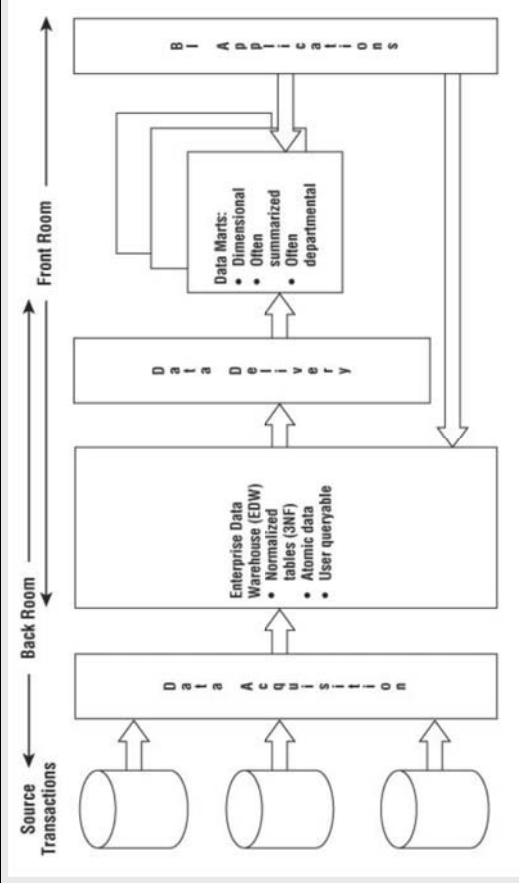 Source
Transactions
Back Room
Front Room
Data Acquisition
Enterprise Data
Warehouse (EDW)
• Normalized
tables (3NF)
• Atomic data
• User queryable
Data Delivery
Data Marts:
• Dimensional
• Often
summarized
• Often
departmental
BI Applications